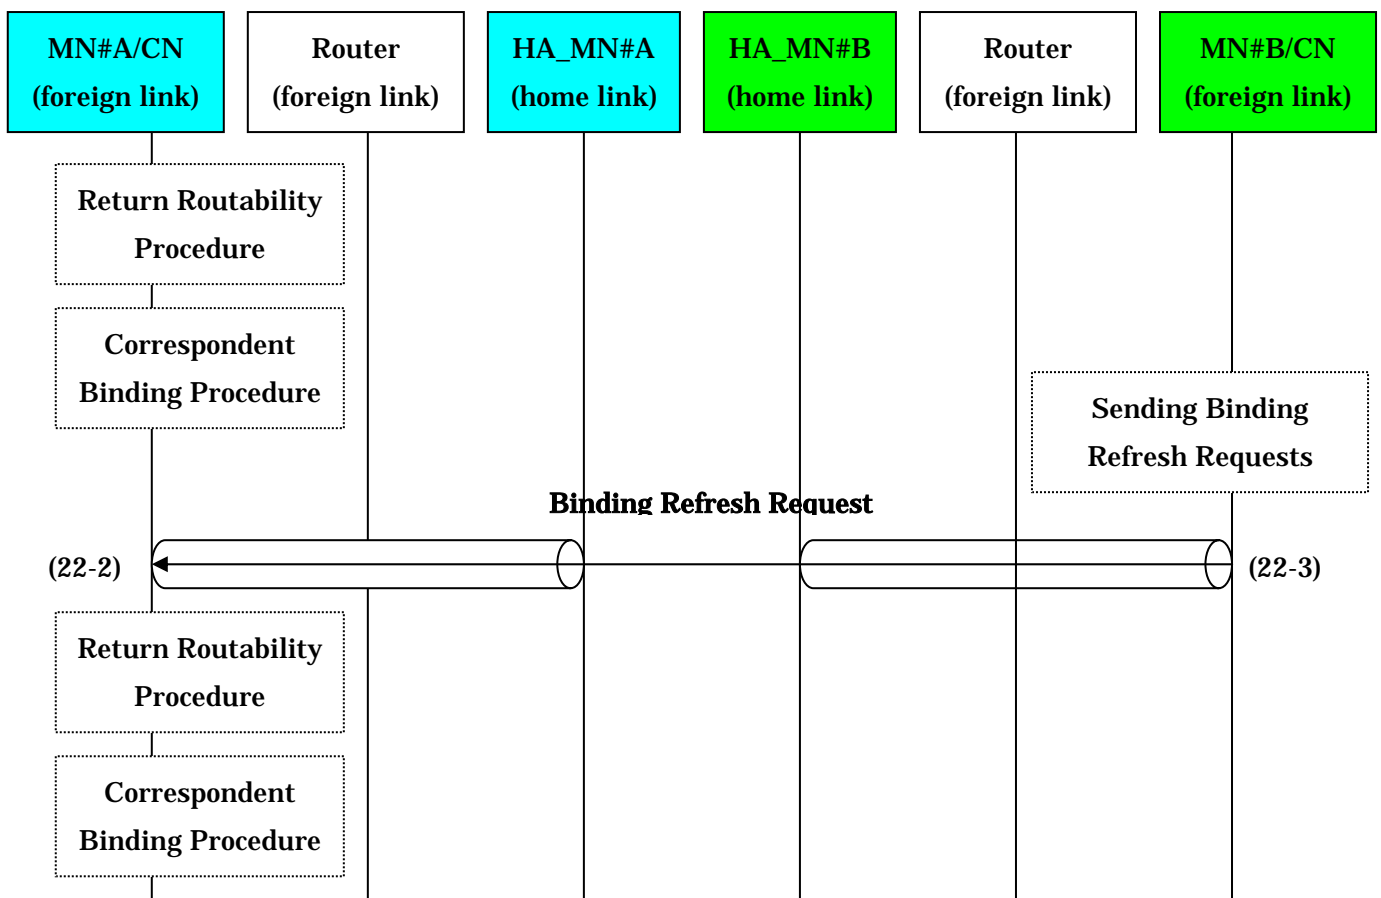 MN#A/CN
(foreign link)
Router
(foreign link)
HA_MN#A
(home link)
HA_MN#B
(home link)
Router
(foreign link)
MN#B/CN
(foreign link)
Return Routability
Procedure
Correspondent
Binding Procedure
Sending Binding
Refresh Requests
Binding Refresh Request
(22-2)
(22-3)
Return Routability
Procedure
Correspondent
Binding Procedure